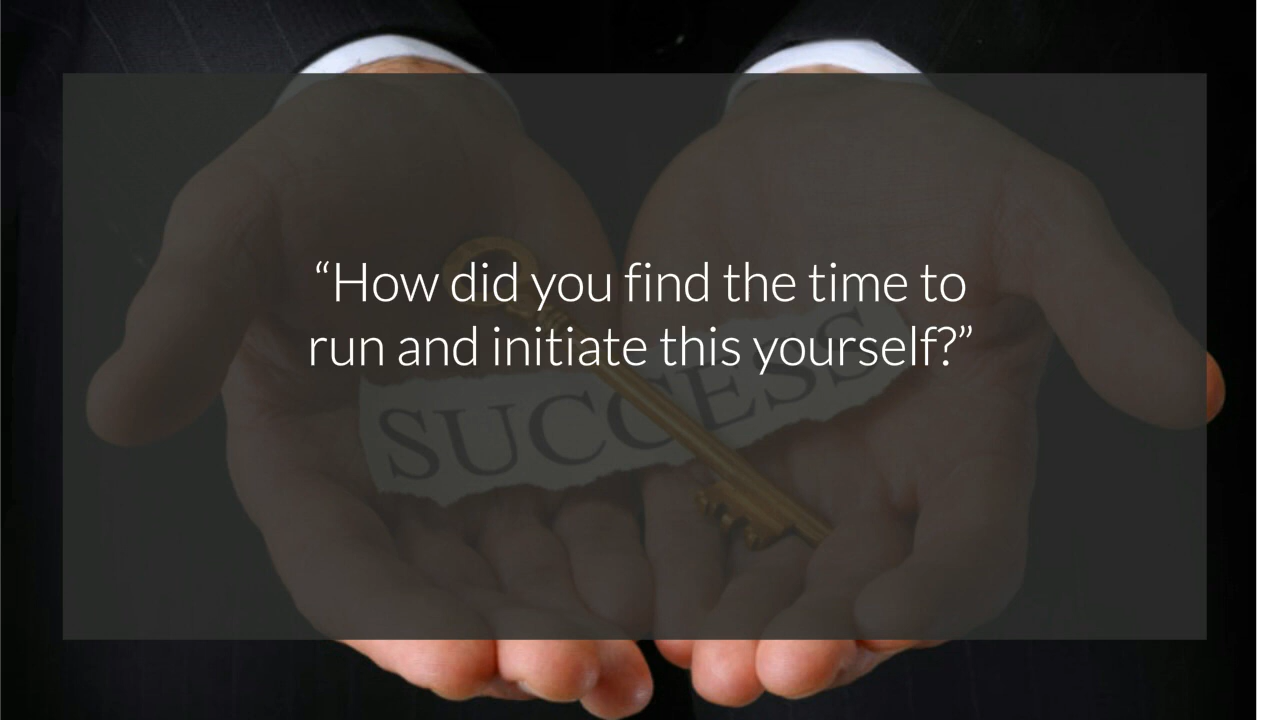 “How did you find the time to
run and initiate this yourself?”
SUCCESS